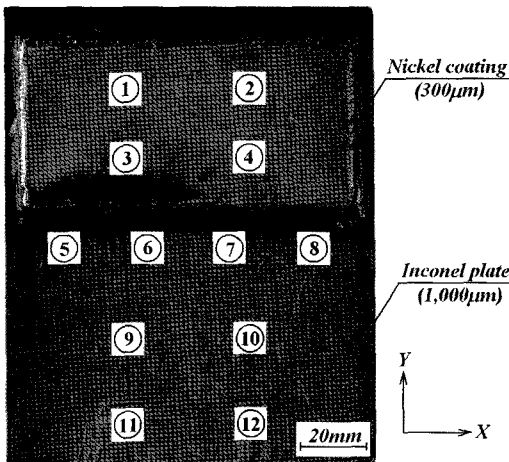 ① ②
Nickel coating
(300μm)
③ ④
⑤ ⑥ ⑦ ⑧
Inconel plate
(1,000μm)
⑨ ⑩
Y
⑪ ⑫
20mm
X